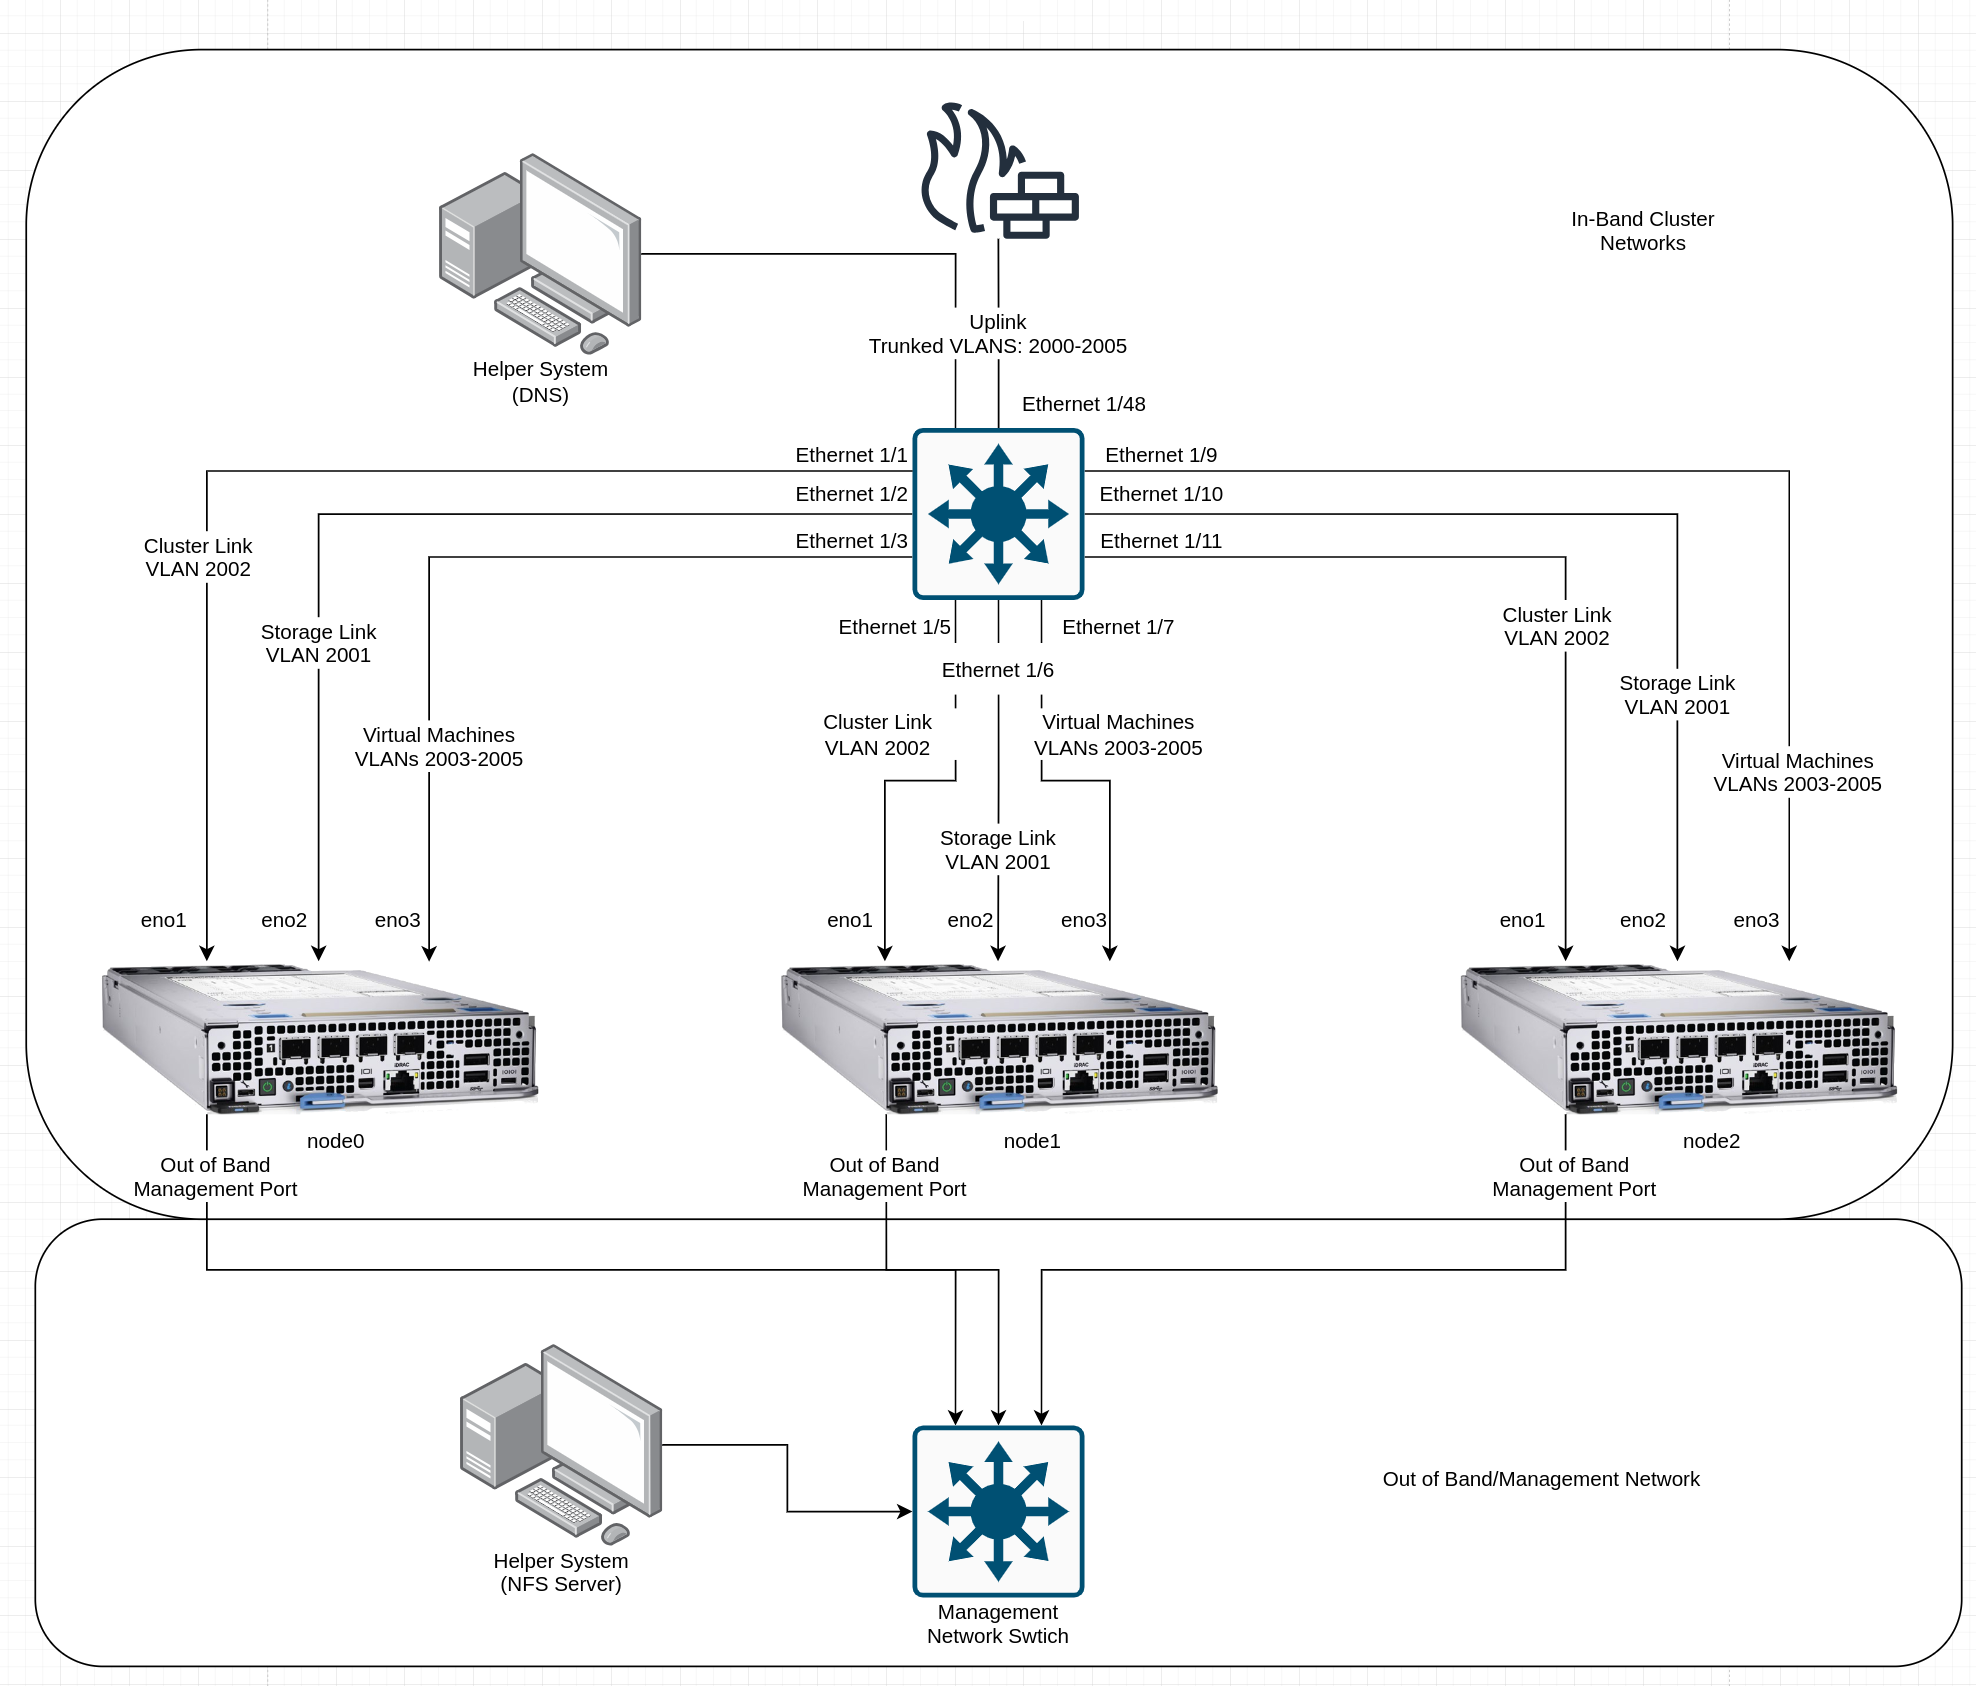 In-Band Cluster
Networks
Uplink
Trunked VLANS: 2000-2005
Helper System
(DNS)
Ethernet 1/48
Ethernet 1/1
Ethernet 1/9
Ethernet 1/2
Ethernet 1/10
Ethernet 1/3
Ethernet 1/11
Cluster Link
VLAN 2002
Storage Link
VLAN 2001
Virtual Machines
VLANs 2003-2005
Ethernet 1/5
Ethernet 1/7
Ethernet 1/6
Cluster Link
VLAN 2002
Virtual Machines
VLANs 2003-2005
Storage Link
VLAN 2001
Cluster Link
VLAN 2002
Storage Link
VLAN 2001
Virtual Machines
VLANs 2003-2005
eno1
eno2
eno3
eno1
eno2
eno3
eno1
eno2
eno3
iDRAC
iDRAC
iDRAC
node0
node1
node2
Out of Band
Management Port
Out of Band
Management Port
Out of Band
Management Port
Out of Band/Management Network
Helper System
(NFS Server)
Management
Network Swtich